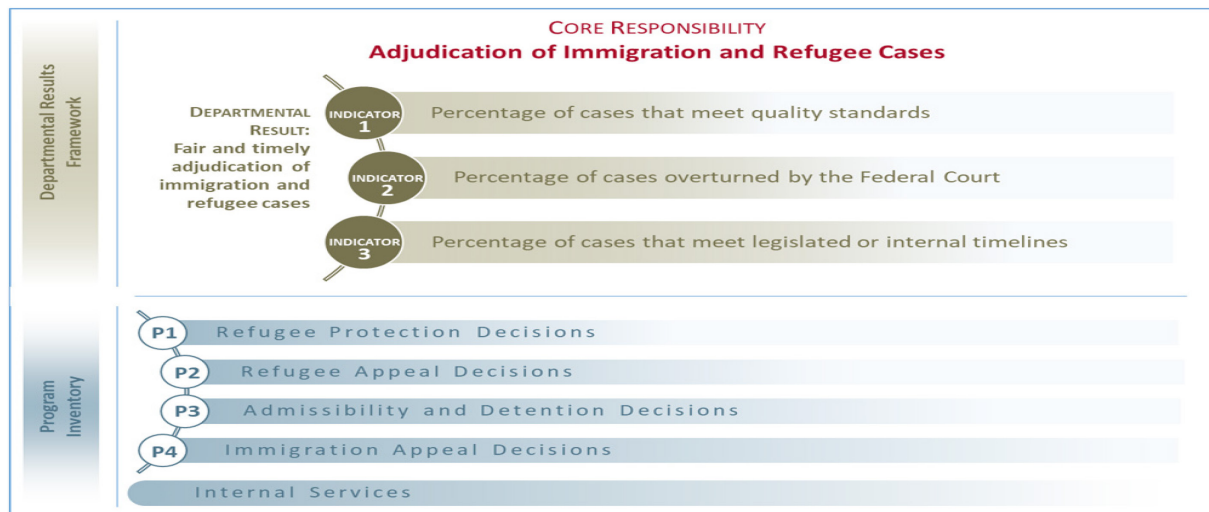 CORE RESPONSIBILITY
Adjudication of Immigration and Refugee Cases
Departmental Results
Framework
DEPARTMENTAL
RESULT:
Fair and timely
adjudication of
immigration and
refugee cases
INDICATOR
1
Percentage of cases that meet quality standards
INDICATOR
2
Percentage of cases overturned by the Federal Court
INDICATOR
3
Percentage of cases that meet legislated or internal timelines
Program
Inventory
P1 Refugee Protection Decisions
P2 Refugee Appeal Decisions
P3 Admissibility and Detention Decisions
P4 Immigration Appeal Decisions
Internal Services